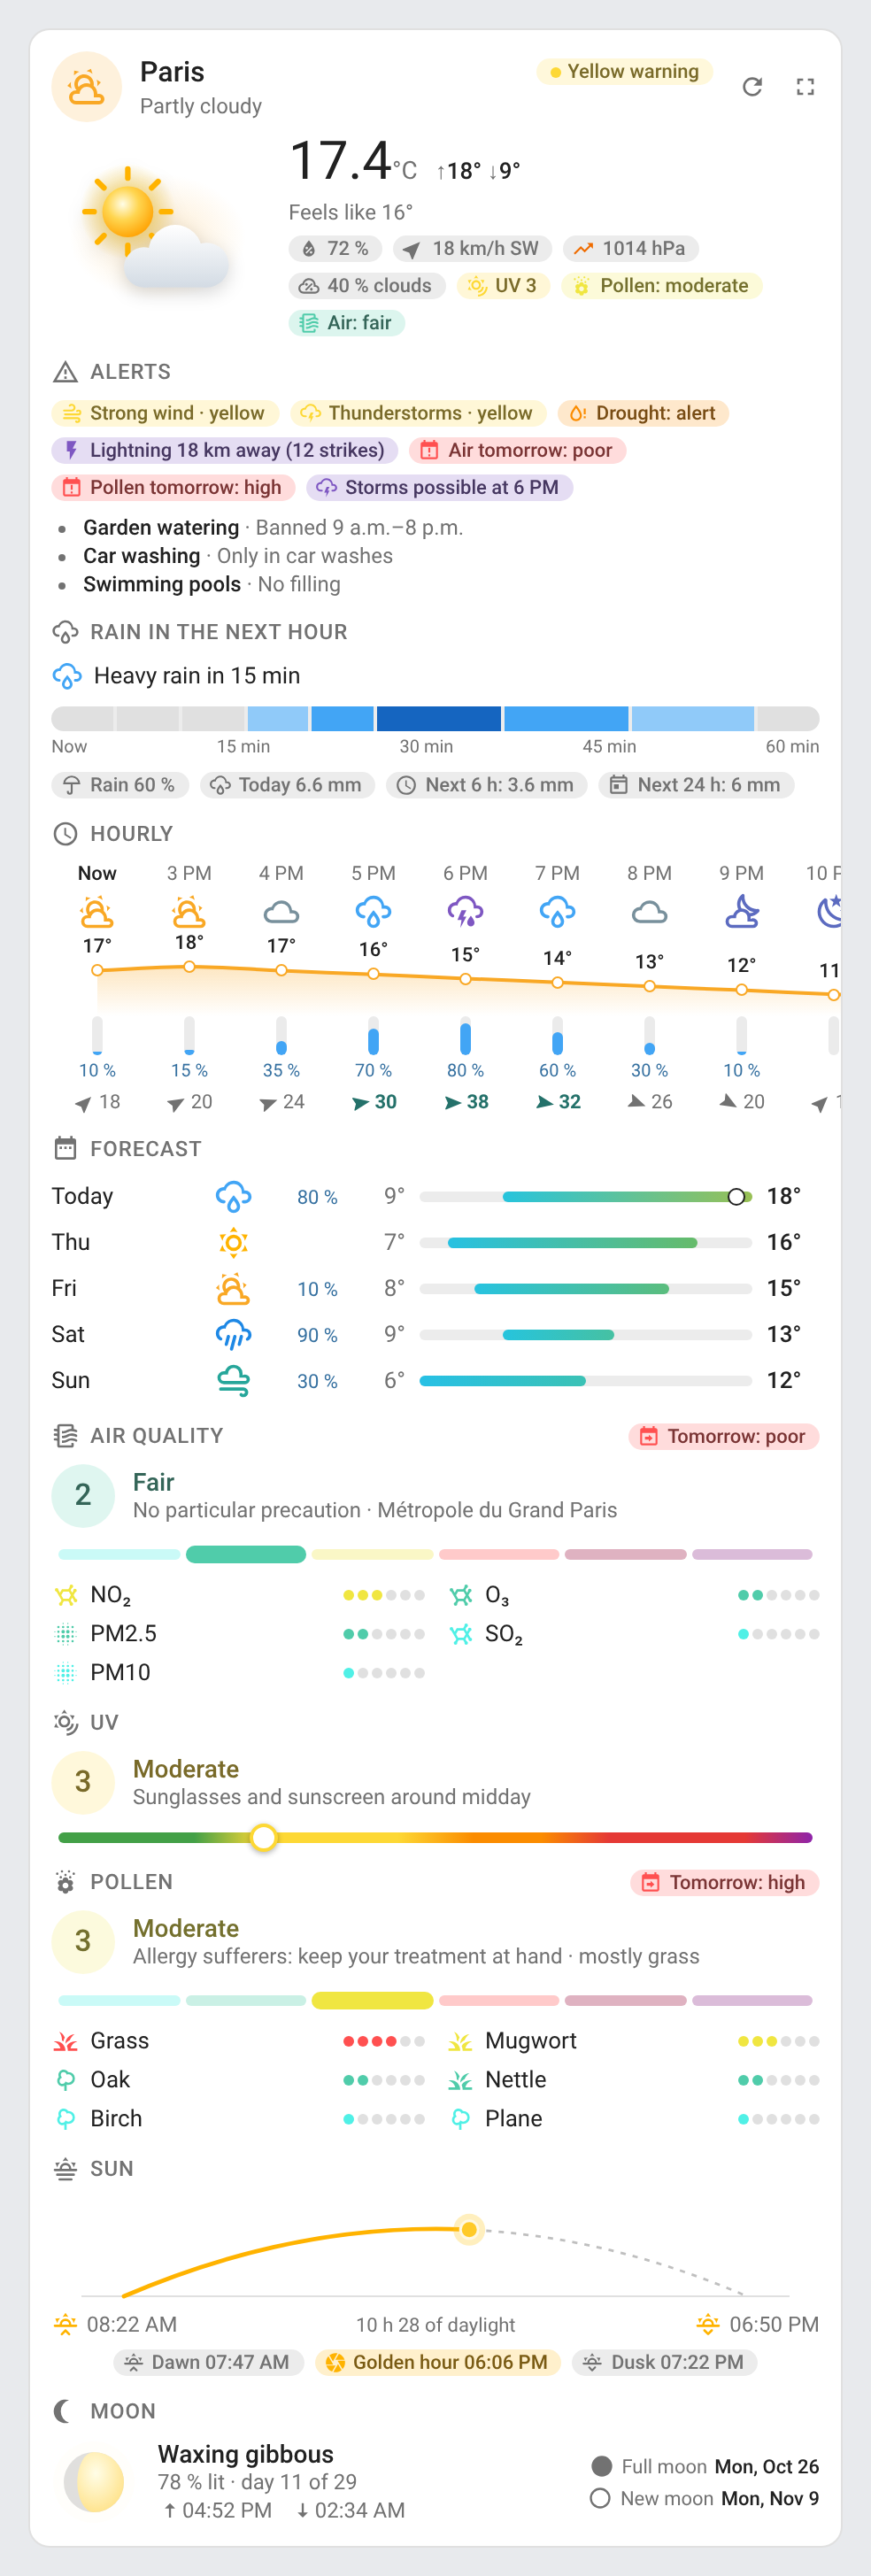 Paris
Yellow warning
Partly cloudy
17.4°C ↑18° ↓9°
Feels like 16°
72 % 18 km/h SW 1014 hPa
40 % clouds UV 3 Pollen: moderate
Air: fair
ALERTS
Strong wind · yellow Thunderstorms · yellow Drought: alert
Lightning 18 km away (12 strikes) Air tomorrow: poor
Pollen tomorrow: high Storms possible at 6 PM
• Garden watering · Banned 9 a.m.–8 p.m.
• Car washing · Only in car washes
• Swimming pools · No filling
RAIN IN THE NEXT HOUR
Heavy rain in 15 min
Now 15 min 30 min 45 min 60 min
Rain 60 % Today 6.6 mm Next 6 h: 3.6 mm Next 24 h: 6 mm
HOURLY
Now 3 PM 4 PM 5 PM 6 PM 7 PM 8 PM 9 PM 10
17° 18° 17° 16° 15° 14° 13° 12° 11
10 % 15 % 35 % 70 % 80 % 60 % 30 % 10 %
18 20 24 30 38 32 26 20
FORECAST
Today 80 % 9° 18°
Thu 7° 16°
Fri 10 % 8° 15°
Sat 90 % 9° 13°
Sun 30 % 6° 12°
AIR QUALITY Tomorrow: poor
2 Fair
No particular precaution · Métropole du Grand Paris
NO₂ O₃
PM2.5 SO₂
PM10
UV
3 Moderate
Sunglasses and sunscreen around midday
POLLEN Tomorrow: high
3 Moderate
Allergy sufferers: keep your treatment at hand · mostly grass
Grass Mugwort
Oak Nettle
Birch Plane
SUN
08:22 AM 10 h 28 of daylight 06:50 PM
Dawn 07:47 AM Golden hour 06:06 PM Dusk 07:22 PM
MOON
Waxing gibbous
78 % lit · day 11 of 29
↑ 04:52 PM ↓ 02:34 AM
Full moon Mon, Oct 26
New moon Mon, Nov 9